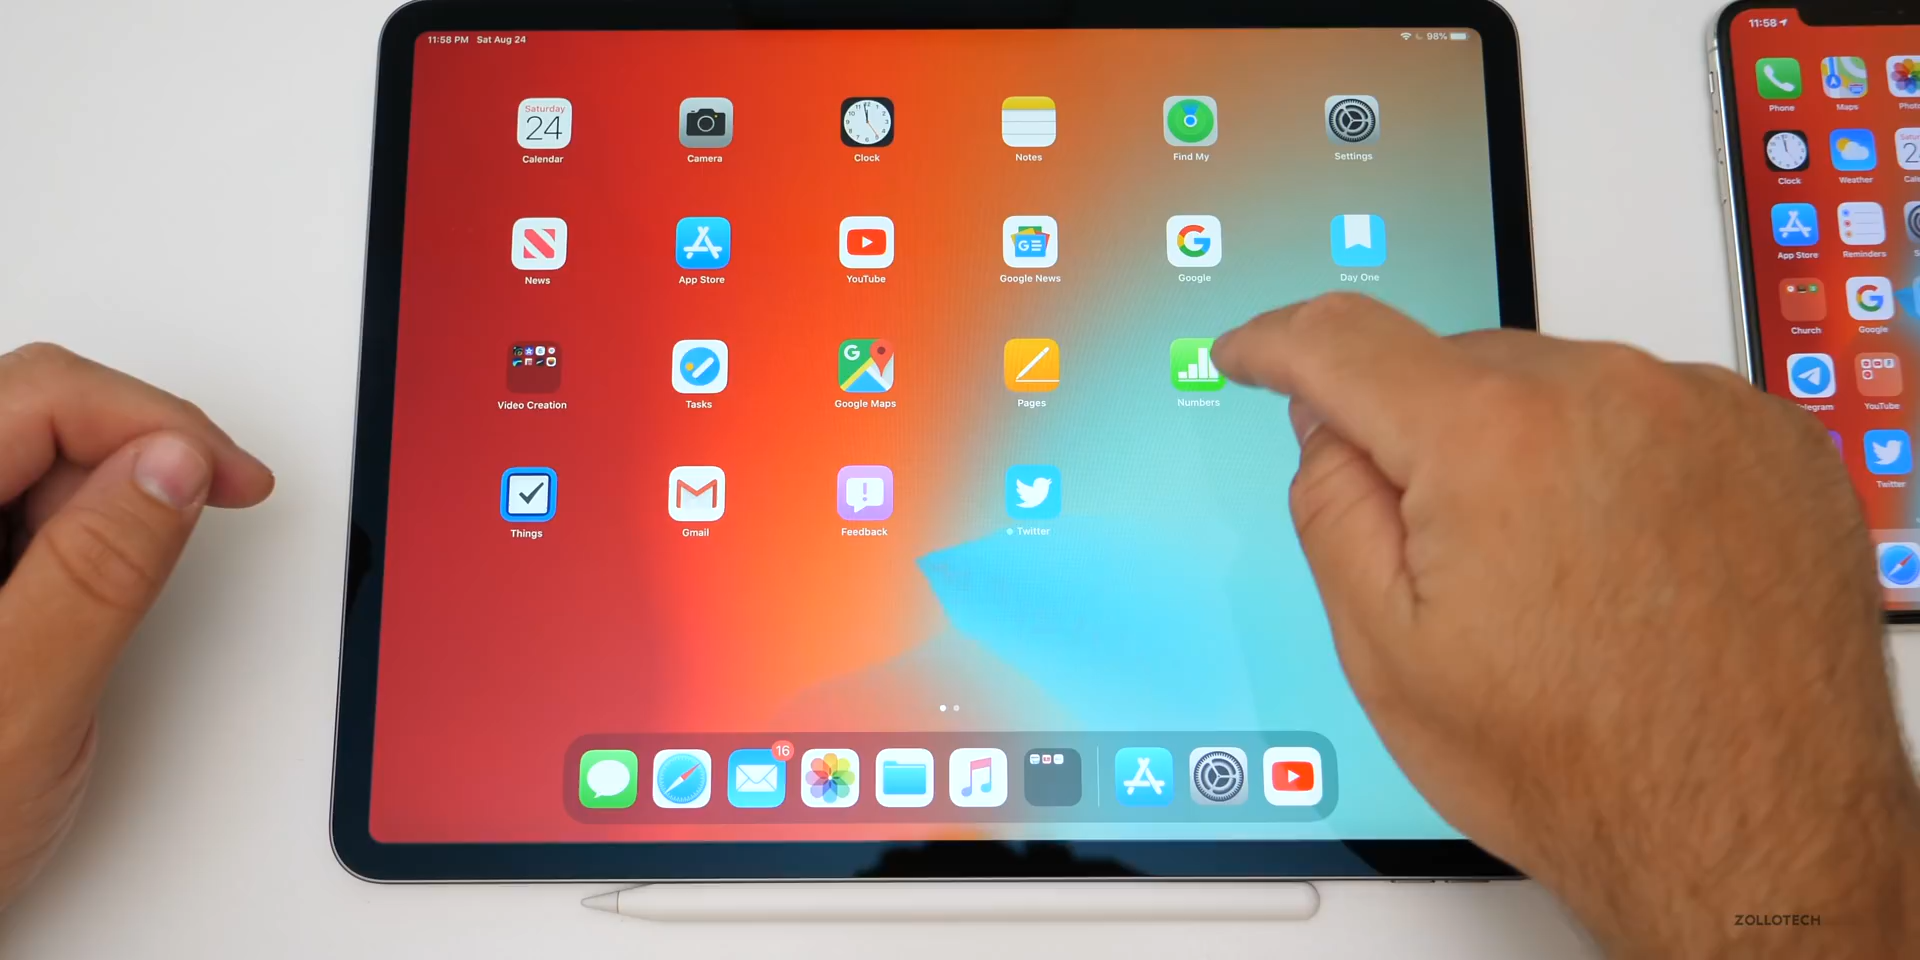 11:58 PM Sat Aug 24
98%
Saturday
24
Calendar
Camera
Clock
Notes
Find My
Settings
News
App Store
YouTube
Google News
Google
Day One
Video Creation
Tasks
Google Maps
Pages
Numbers
Things
Gmail
Feedback
Twitter
16
11:58
Phone
Maps
Clock
Weather
App Store
Reminders
Church
Google
YouTube
Twitter
ZOLLOTECH